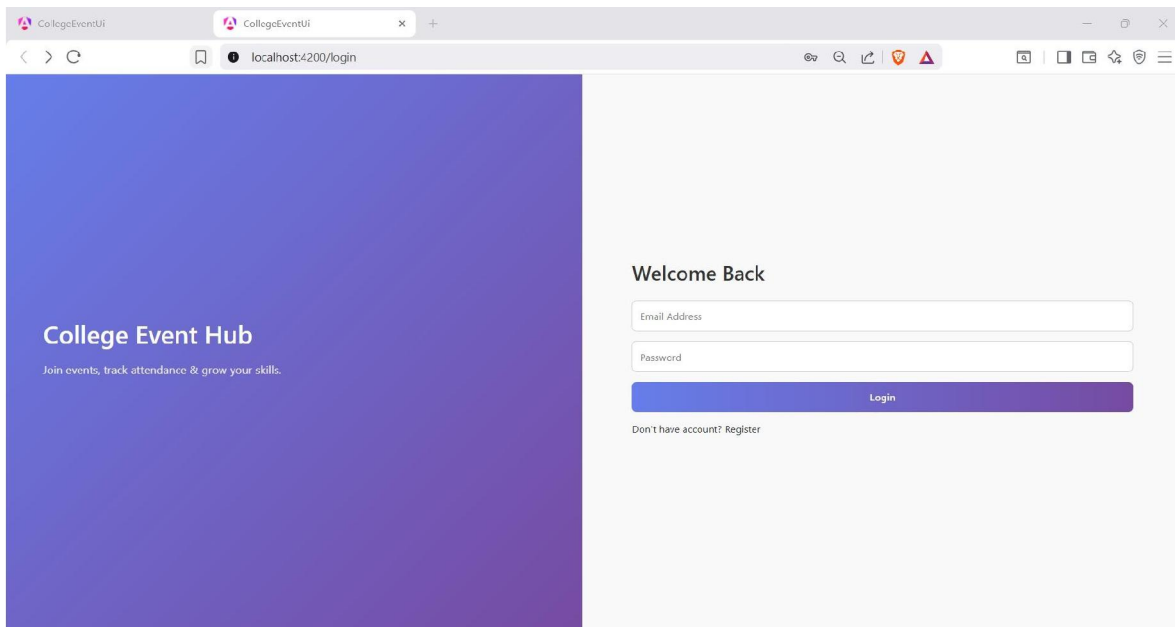 CollegeEventUi
CollegeEventUi
localhost:4200/login
College Event Hub
Join events, track attendance & grow your skills.
Welcome Back
Email Address
Password
Login
Don't have account? Register